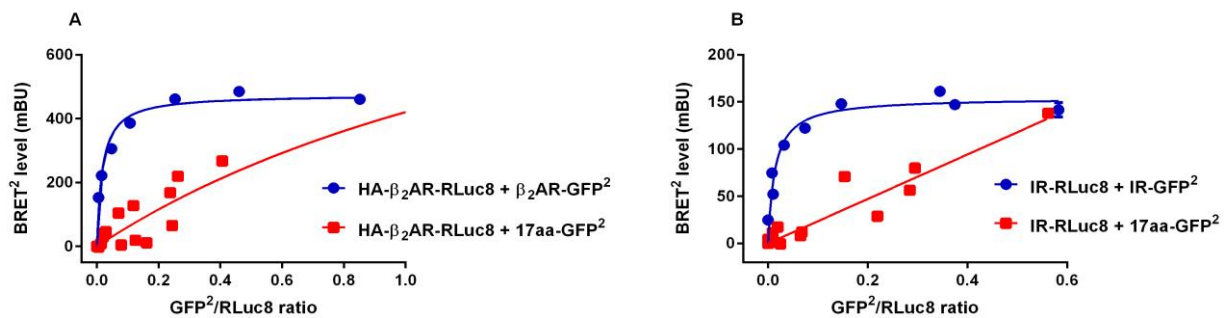 A
BRET² level (mBU)
600
400
200
0
0.0 0.2 0.4 0.6 0.8 1.0
GFP²/RLuc8 ratio
HA-β₂AR-RLuc8 + β₂AR-GFP²
HA-β₂AR-RLuc8 + 17aa-GFP²
B
BRET² level (mBU)
200
150
100
50
0
0.0 0.2 0.4 0.6
GFP²/RLuc8 ratio
IR-RLuc8 + IR-GFP²
IR-RLuc8 + 17aa-GFP²